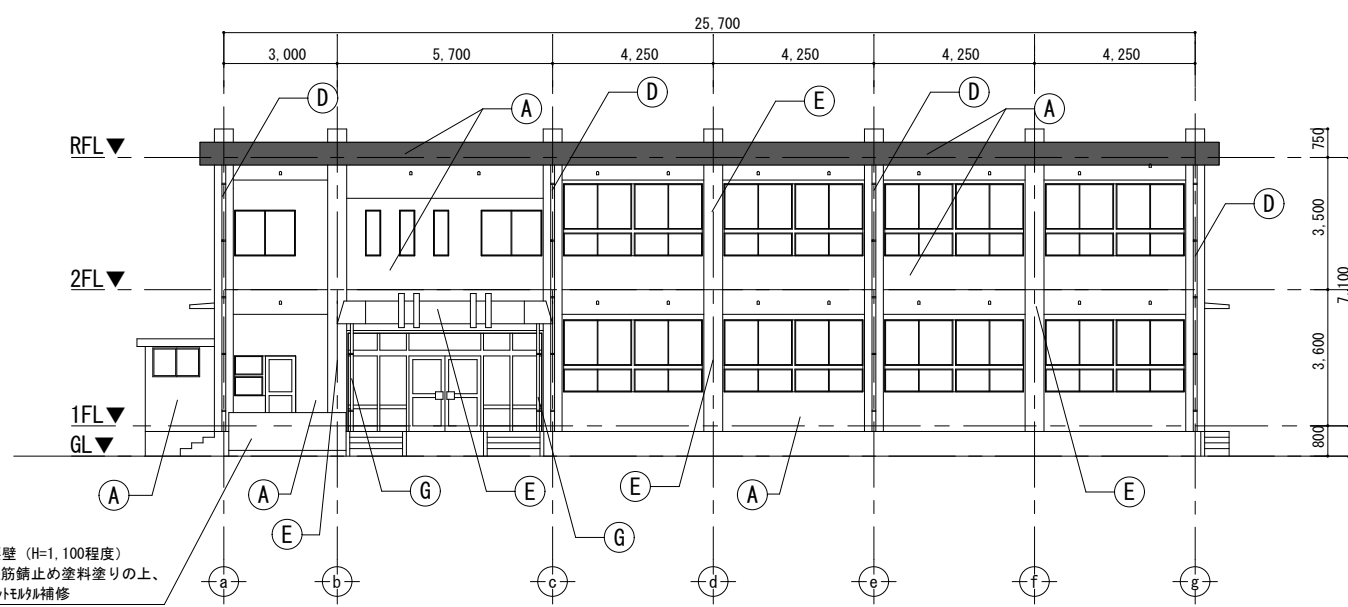 25,700
3,000 5,700 4,250 4,250 4,250 4,250
D A D E D A
RFL▼
750
D
3,500
2FL▼
7,100
3,600
1FL▼
GL▼
800
A A G E E A E
E G
壁 (H=1,100程度)
筋錆止め塗料塗りの上、
ﾄﾓﾙﾀﾙ補修
a b c d e f g